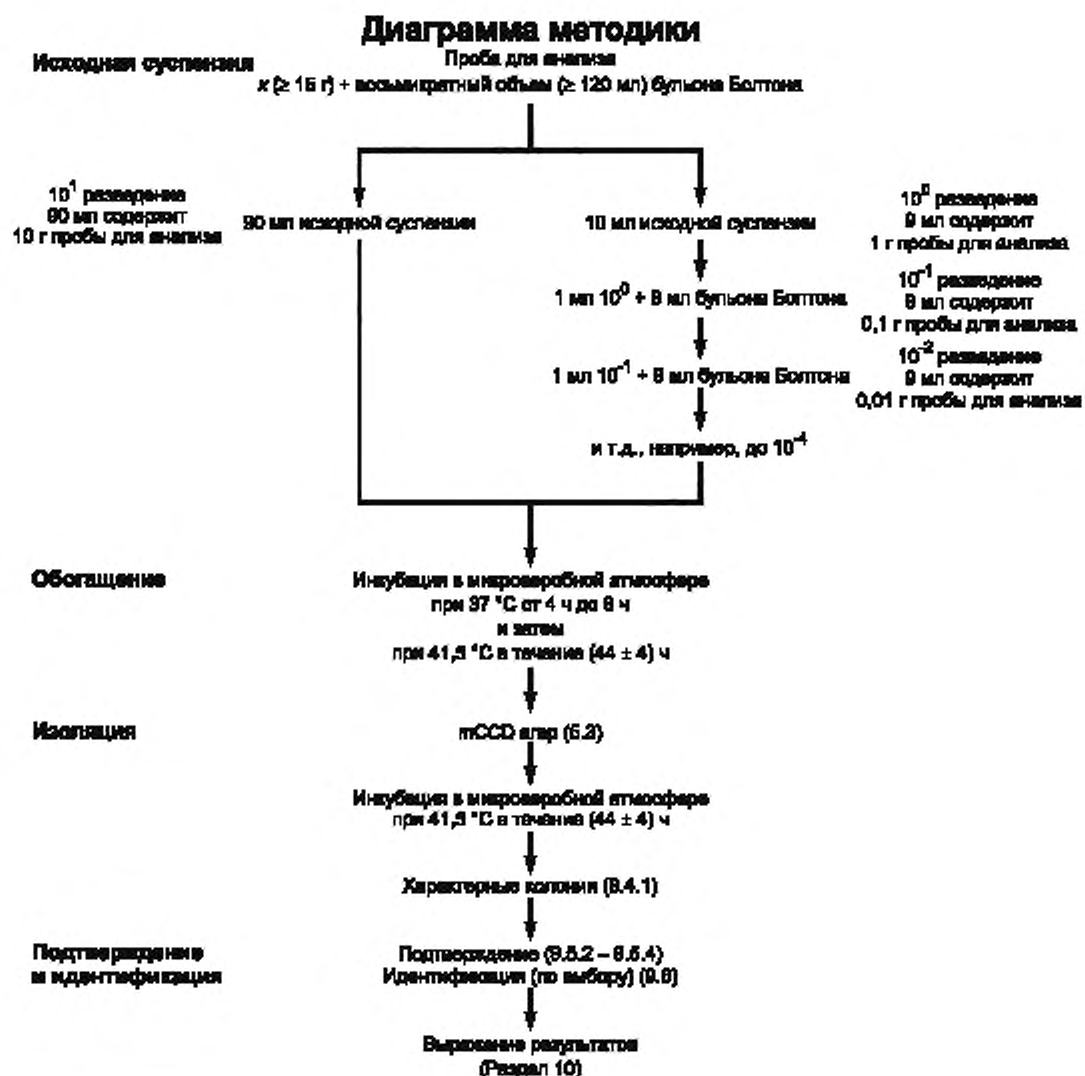 Диаграмма методики
Исходная суспензия
Проба для анализа
x (≥ 15 г) + восьмикратный объем (≥ 120 мл) бульона Болтона
10¹ разведение
90 мл содержит
10 г пробы для анализа
90 мл исходной суспензии
10 мл исходной суспензии
10⁰ разведение
9 мл содержит
1 г пробы для анализа
1 мл 10⁰ + 8 мл бульона Болтона
10⁻¹ разведение
9 мл содержит
0,1 г пробы для анализа
1 мл 10⁻¹ + 8 мл бульона Болтона
10⁻² разведение
9 мл содержит
0,01 г пробы для анализа
и т.д., например, до 10⁻⁴
Обогащение
Инкубация в микроаэробной атмосфере
при 37 °C от 4 ч до 6 ч
и затем
при 41,5 °C в течение (44 ± 4) ч
Изоляция
mCCD агар (5.3)
Инкубация в микроаэробной атмосфере
при 41,5 °C в течение (44 ± 4) ч
Характерные колонии (9.4.1)
Подтверждение
и идентификация
Подтверждение (9.5.2 – 9.5.4)
Идентификация (по выбору) (9.6)
Выражение результатов
(Раздел 10)